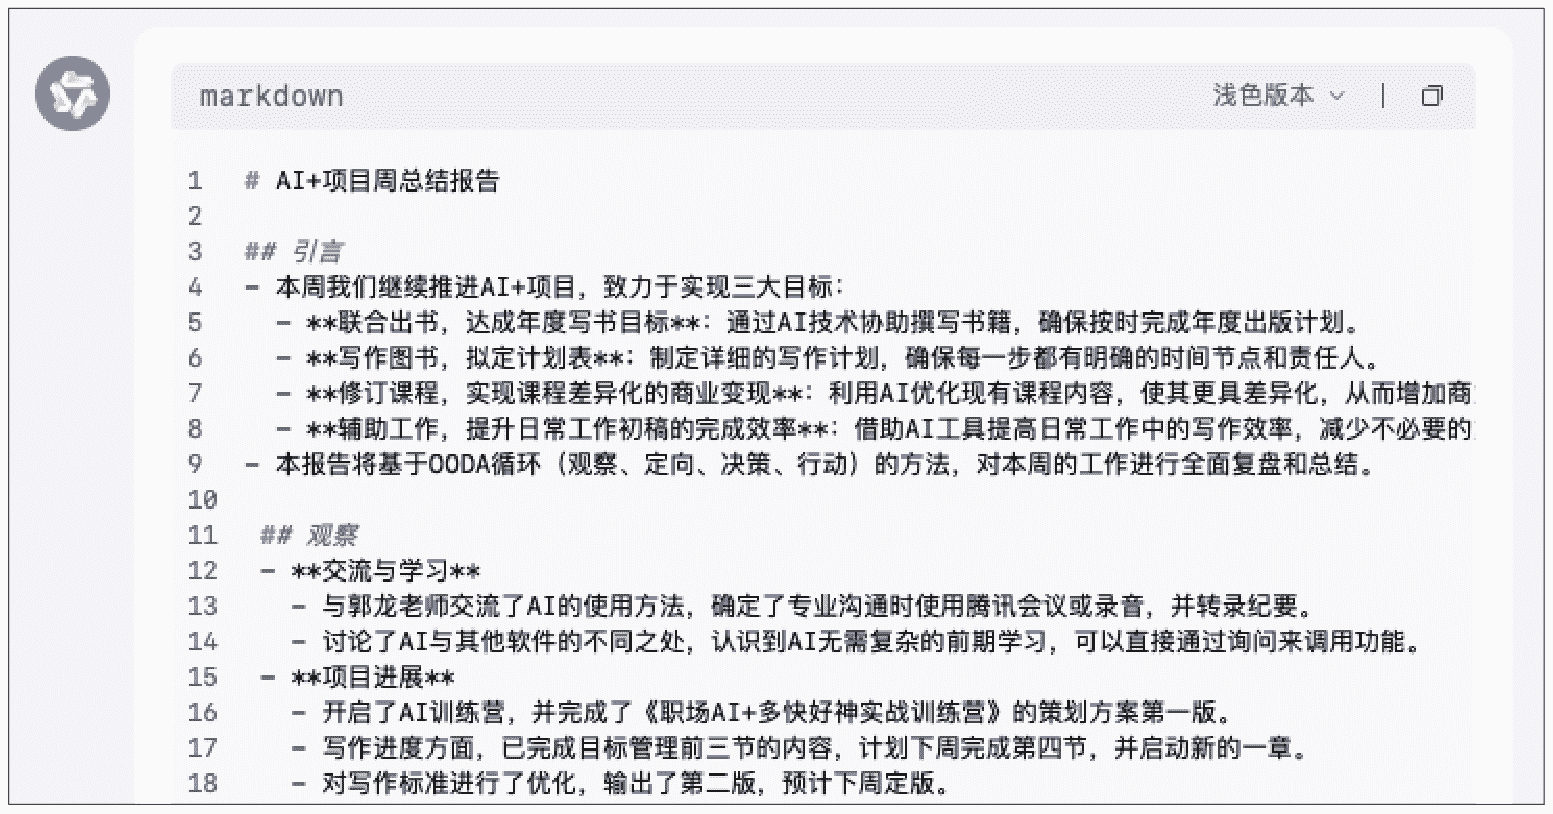 markdown
浅色版本
1 # AI+项目周总结报告
2
3 ## 引言
4 - 本周我们继续推进AI+项目，致力于实现三大目标：
5 - **联合出书，达成年度写书目标**：通过AI技术协助撰写书籍，确保按时完成年度出版计划。
6 - **写作图书，拟定计划表**：制定详细的写作计划，确保每一步都有明确的时间节点和责任人。
7 - **修订课程，实现课程差异化的商业变现**：利用AI优化现有课程内容，使其更具差异化，从而增加商
8 - **辅助工作，提升日常工作初稿的完成效率**：借助AI工具提高日常工作中的写作效率，减少不必要的
9 - 本报告将基于OODA循环（观察、定向、决策、行动）的方法，对本周的工作进行全面复盘和总结。
10
11 ## 观察
12 - **交流与学习**
13 - 与郭龙老师交流了AI的使用方法，确定了专业沟通时使用腾讯会议或录音，并转录纪要。
14 - 讨论了AI与其他软件的不同之处，认识到AI无需复杂的前期学习，可以直接通过询问来调用功能。
15 - **项目进展**
16 - 开启了AI训练营，并完成了《职场AI+多快好神实战训练营》的策划方案第一版。
17 - 写作进度方面，已完成目标管理前三节的内容，计划下周完成第四节，并启动新的一章。
18 - 对写作标准进行了优化，输出了第二版，预计下周定版。